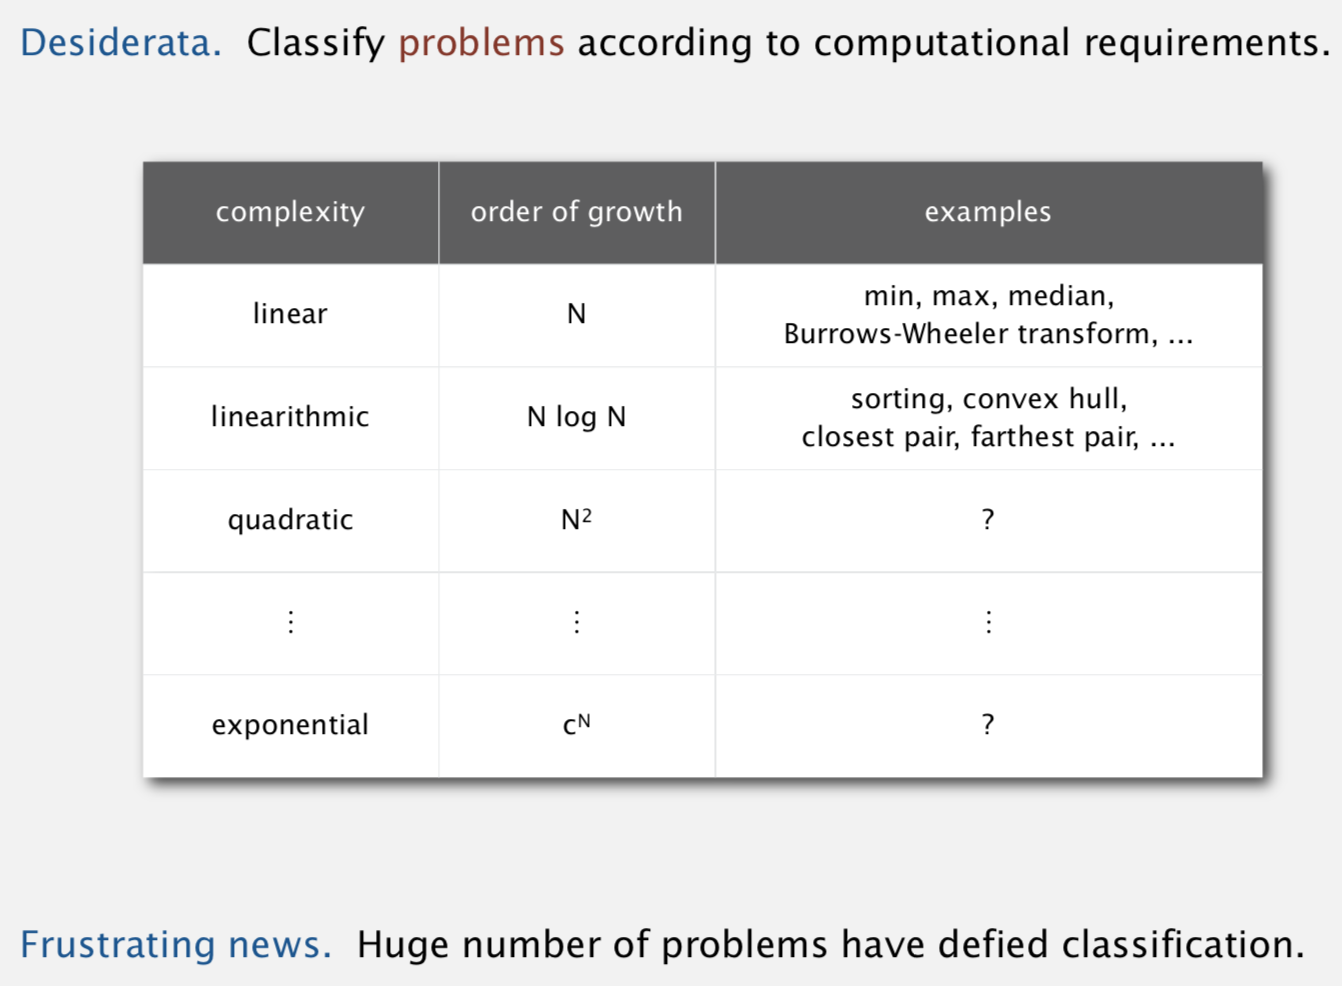 Desiderata. Classify problems according to computational requirements.
complexity order of growth examples
linear N min, max, median,
Burrows-Wheeler transform, ...
linearithmic N log N sorting, convex hull,
closest pair, farthest pair, ...
quadratic N² ?
⋮ ⋮ ⋮
exponential cᴺ ?
Frustrating news. Huge number of problems have defied classification.